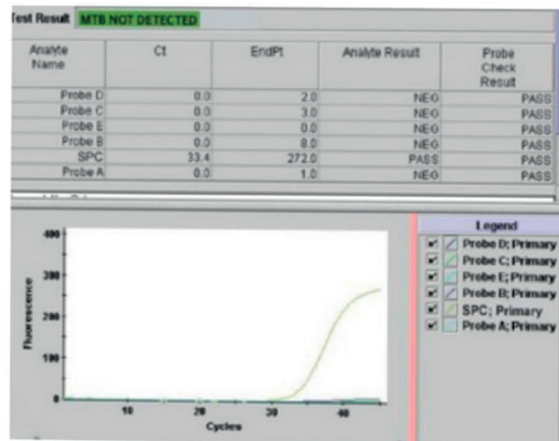 Test Result MTB NOT DETECTED
Analyte Name Ct EndPt Analyte Result Probe Check Result
Probe D 0.0 2.0 NEG PASS
Probe C 0.0 3.0 NEG PASS
Probe E 0.0 0.0 NEG PASS
Probe B 0.0 8.0 NEG PASS
SPC 33.4 272.0 PASS PASS
Probe A 0.0 1.0 NEG PASS
Legend
Probe D; Primary
Probe C; Primary
Probe E; Primary
Probe B; Primary
SPC; Primary
Probe A; Primary
400
300
200
100
0
Fluorescence
10 20 30 40
Cycles